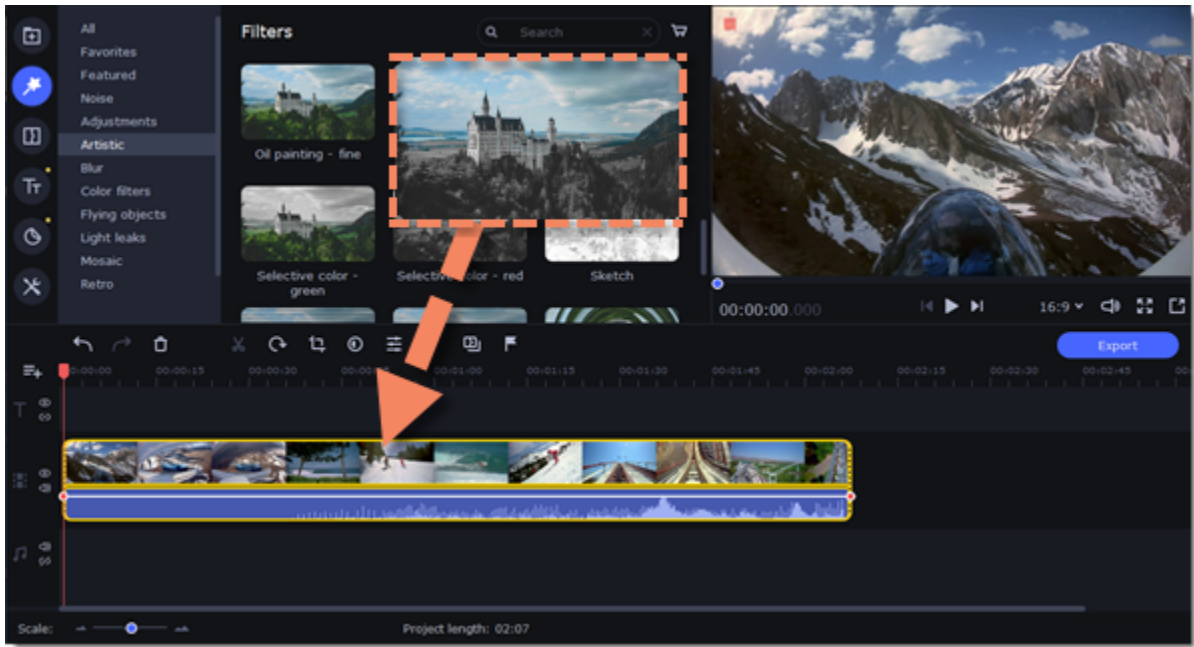 All
Favorites
Featured
Noise
Adjustments
Artistic
Blur
Color filters
Flying objects
Light leaks
Mosaic
Retro
Filters
Search
Oil painting - fine
Selective color -
green
Selective color - red
Sketch
00:00:00.000
16:9
Export
00:00:15
00:00:30
00:01:00
00:01:15
00:01:30
00:01:45
00:02:00
00:02:15
00:02:30
00:02:45
Scale:
Project length: 02:07